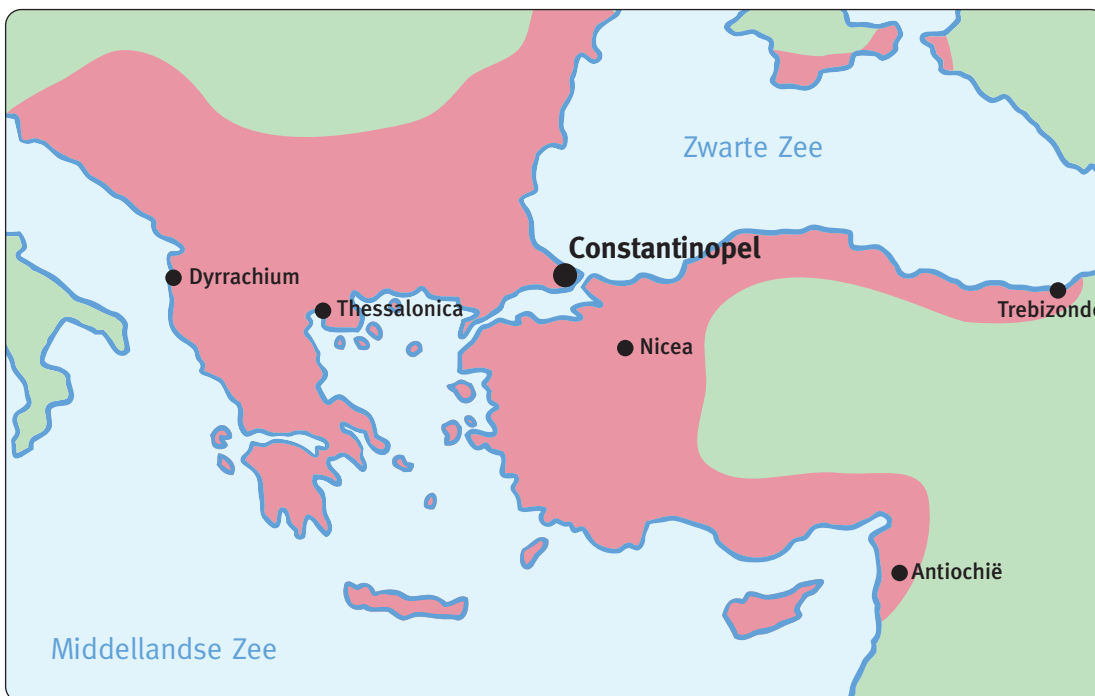 Zwarte Zee
Constantinopel
Dyrrachium
Thessalonica
Trebizonde
Nicea
Antiochië
Middellandse Zee